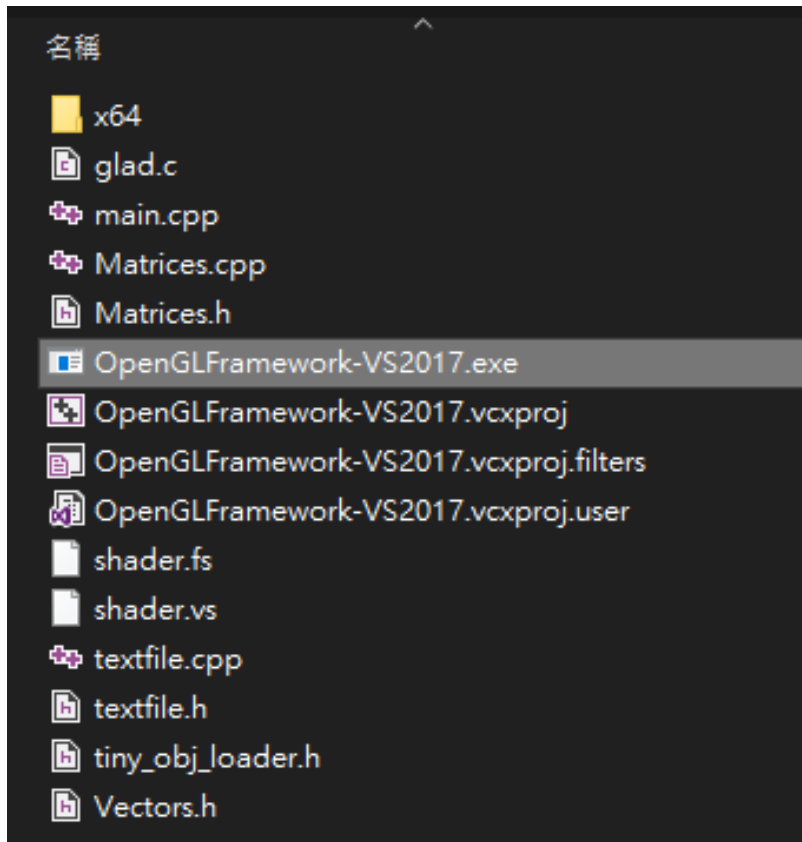 名稱
x64
glad.c
main.cpp
Matrices.cpp
Matrices.h
OpenGLFramework-VS2017.exe
OpenGLFramework-VS2017.vcxproj
OpenGLFramework-VS2017.vcxproj.filters
OpenGLFramework-VS2017.vcxproj.user
shader.fs
shader.vs
textfile.cpp
textfile.h
tiny_obj_loader.h
Vectors.h